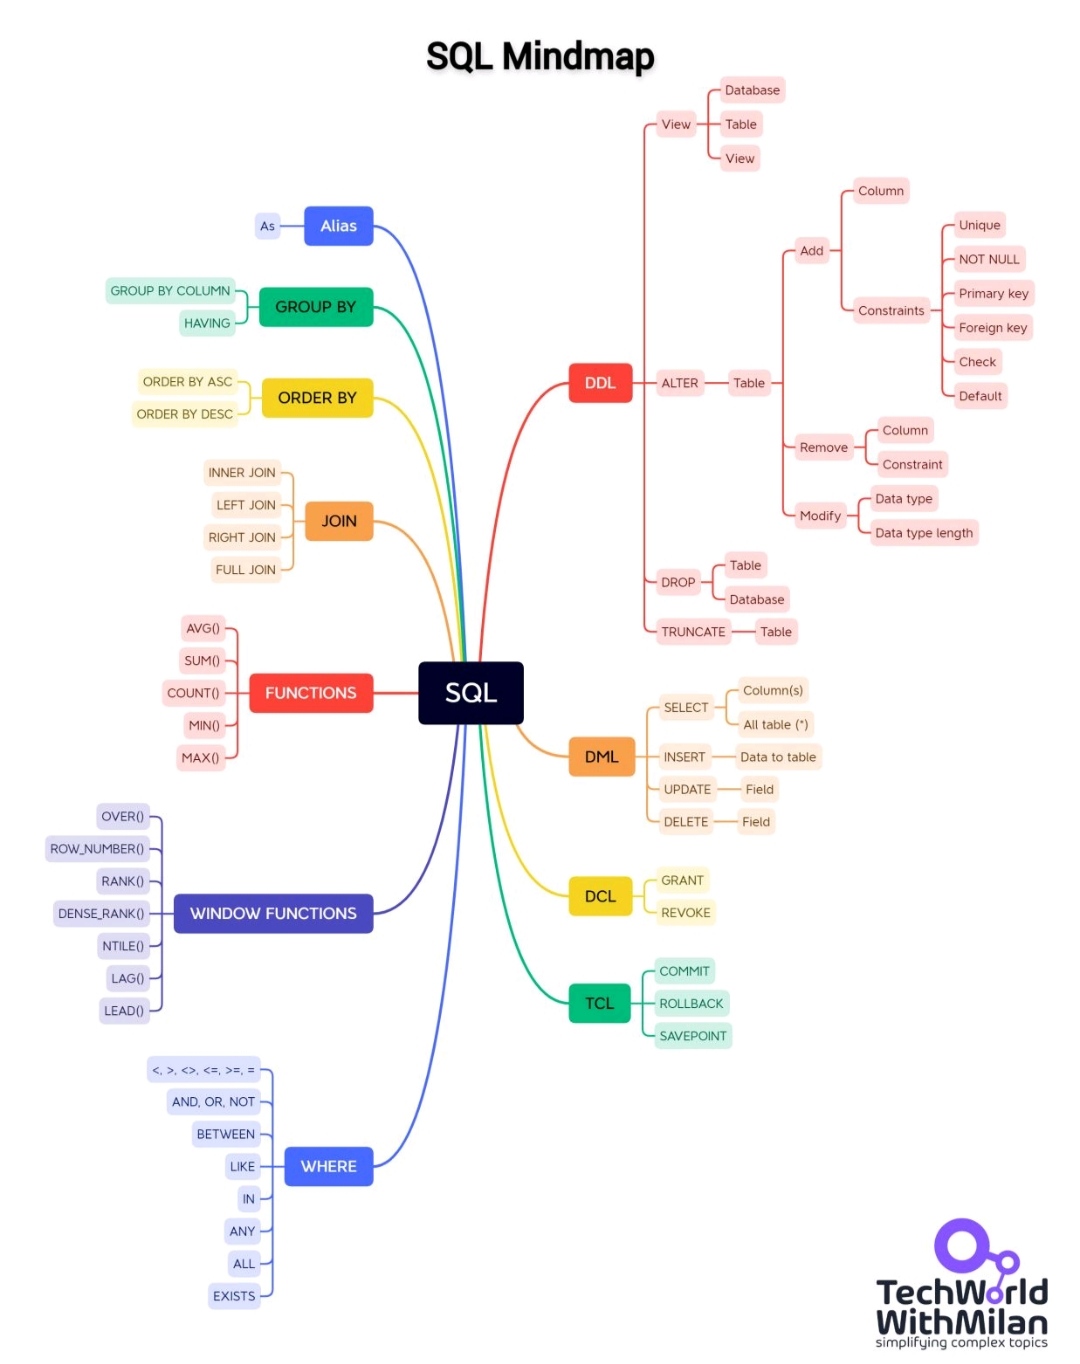 SQL Mindmap
Alias
As
GROUP BY
GROUP BY COLUMN
HAVING
ORDER BY
ORDER BY ASC
ORDER BY DESC
JOIN
INNER JOIN
LEFT JOIN
RIGHT JOIN
FULL JOIN
FUNCTIONS
AVG()
SUM()
COUNT()
MIN()
MAX()
WINDOW FUNCTIONS
OVER()
ROW_NUMBER()
RANK()
DENSE_RANK()
NTILE()
LAG()
LEAD()
WHERE
<, >, <>, <=, >=, =
AND, OR, NOT
BETWEEN
LIKE
IN
ANY
ALL
EXISTS
SQL
DDL
View
Database
Table
View
ALTER
Table
Add
Column
Constraints
Unique
NOT NULL
Primary key
Foreign key
Check
Default
Remove
Column
Constraint
Modify
Data type
Data type length
DROP
Table
Database
TRUNCATE
Table
DML
SELECT
Column(s)
All table (*)
INSERT
Data to table
UPDATE
Field
DELETE
Field
DCL
GRANT
REVOKE
TCL
COMMIT
ROLLBACK
SAVEPOINT
TechWorld
WithMilan
simplifying complex topics